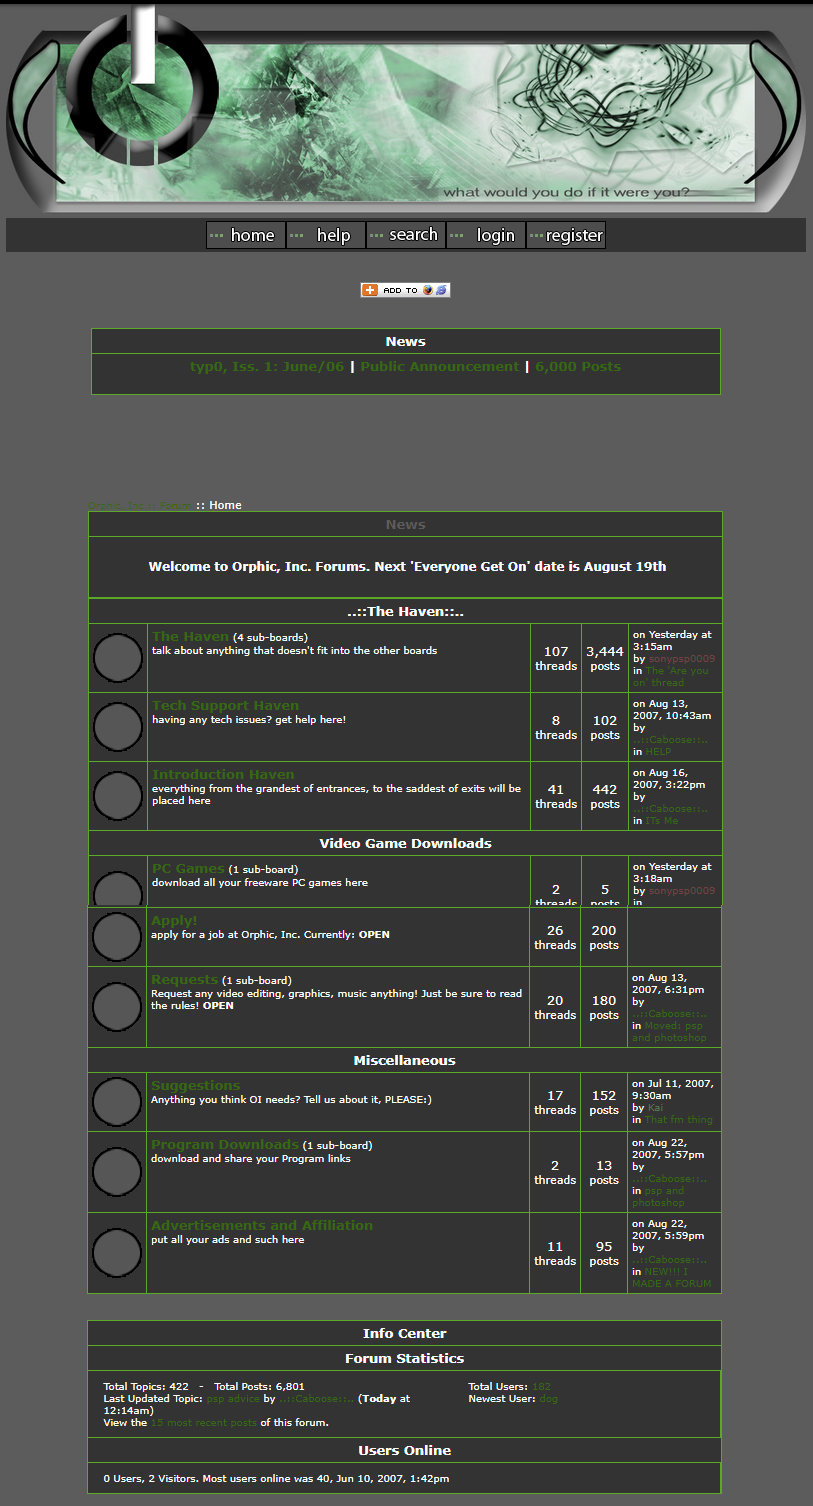 what would you do if it were you?
home help search login register
ADD TO
News
typ0, Iss. 1: June/06 | Public Announcement | 6,000 Posts
Orphic, Inc :: Forum :: Home
News
Welcome to Orphic, Inc. Forums. Next 'Everyone Get On' date is August 19th
..::The Haven::..
The Haven (4 sub-boards)
talk about anything that doesn't fit into the other boards
107
threads
3,444
posts
on Yesterday at
3:15am
by sonypsp0009
in The 'Are you
on' thread
Tech Support Haven
having any tech issues? get help here!
8
threads
102
posts
on Aug 13,
2007, 10:43am
by
..::Caboose::..
in HELP
Introduction Haven
everything from the grandest of entrances, to the saddest of exits will be
placed here
41
threads
442
posts
on Aug 16,
2007, 3:22pm
by
..::Caboose::..
in ITs Me
Video Game Downloads
PC Games (1 sub-board)
download all your freeware PC games here
2
threads
5
posts
on Yesterday at
3:18am
by sonypsp0009
in
Apply!
apply for a job at Orphic, Inc. Currently: OPEN
26
threads
200
posts
Requests (1 sub-board)
Request any video editing, graphics, music anything! Just be sure to read
the rules! OPEN
20
threads
180
posts
on Aug 13,
2007, 6:31pm
by
..::Caboose::..
in Moved: psp
and photoshop
Miscellaneous
Suggestions
Anything you think OI needs? Tell us about it, PLEASE:)
17
threads
152
posts
on Jul 11, 2007,
9:30am
by Kai
in That fm thing
Program Downloads (1 sub-board)
download and share your Program links
2
threads
13
posts
on Aug 22,
2007, 5:57pm
by
..::Caboose::..
in psp and
photoshop
Advertisements and Affiliation
put all your ads and such here
11
threads
95
posts
on Aug 22,
2007, 5:59pm
by
..::Caboose::..
in NEW!!! I
MADE A FORUM
Info Center
Forum Statistics
Total Topics: 422 - Total Posts: 6,801
Last Updated Topic: psp advice by ..::Caboose::.. (Today at
12:14am)
View the 15 most recent posts of this forum.
Total Users: 182
Newest User: dog
Users Online
0 Users, 2 Visitors. Most users online was 40, Jun 10, 2007, 1:42pm